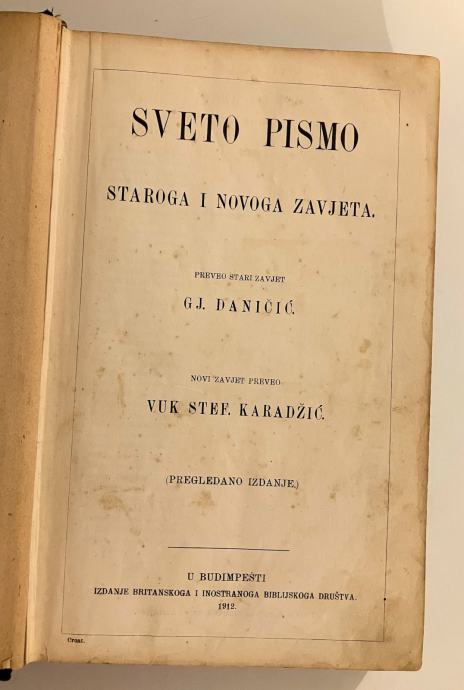 SVETO PISMO
STAROGA I NOVOGA ZAVJETA.
PREVEO STARI ZAVJET
GJ. DANIČIĆ.
NOVI ZAVJET PREVEO
VUK STEF. KARADŽIĆ.
(PREGLEDANO IZDANJE.)
U BUDIMPEŠTI
IZDANJE BRITANSKOGA I INOSTRANOGA BIBLIJSKOGA DRUŠTVA.
1912.
Croat.